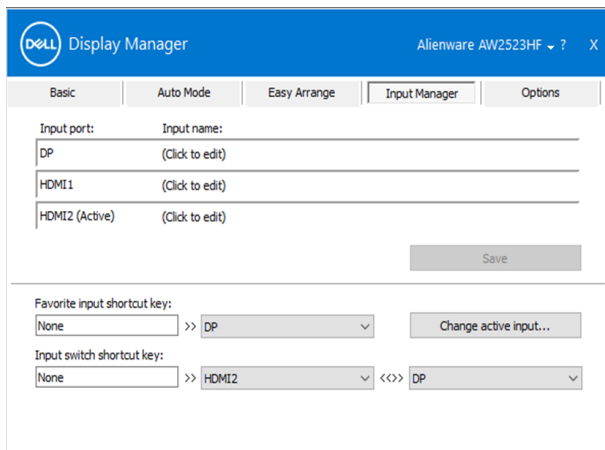 DELL Display Manager Alienware AW2523HF ? X
Basic Auto Mode Easy Arrange Input Manager Options
Input port: Input name:
DP (Click to edit)
HDMI1 (Click to edit)
HDMI2 (Active) (Click to edit)
Save
Favorite input shortcut key:
None >> DP Change active input...
Input switch shortcut key:
None >> HDMI2 <<>> DP